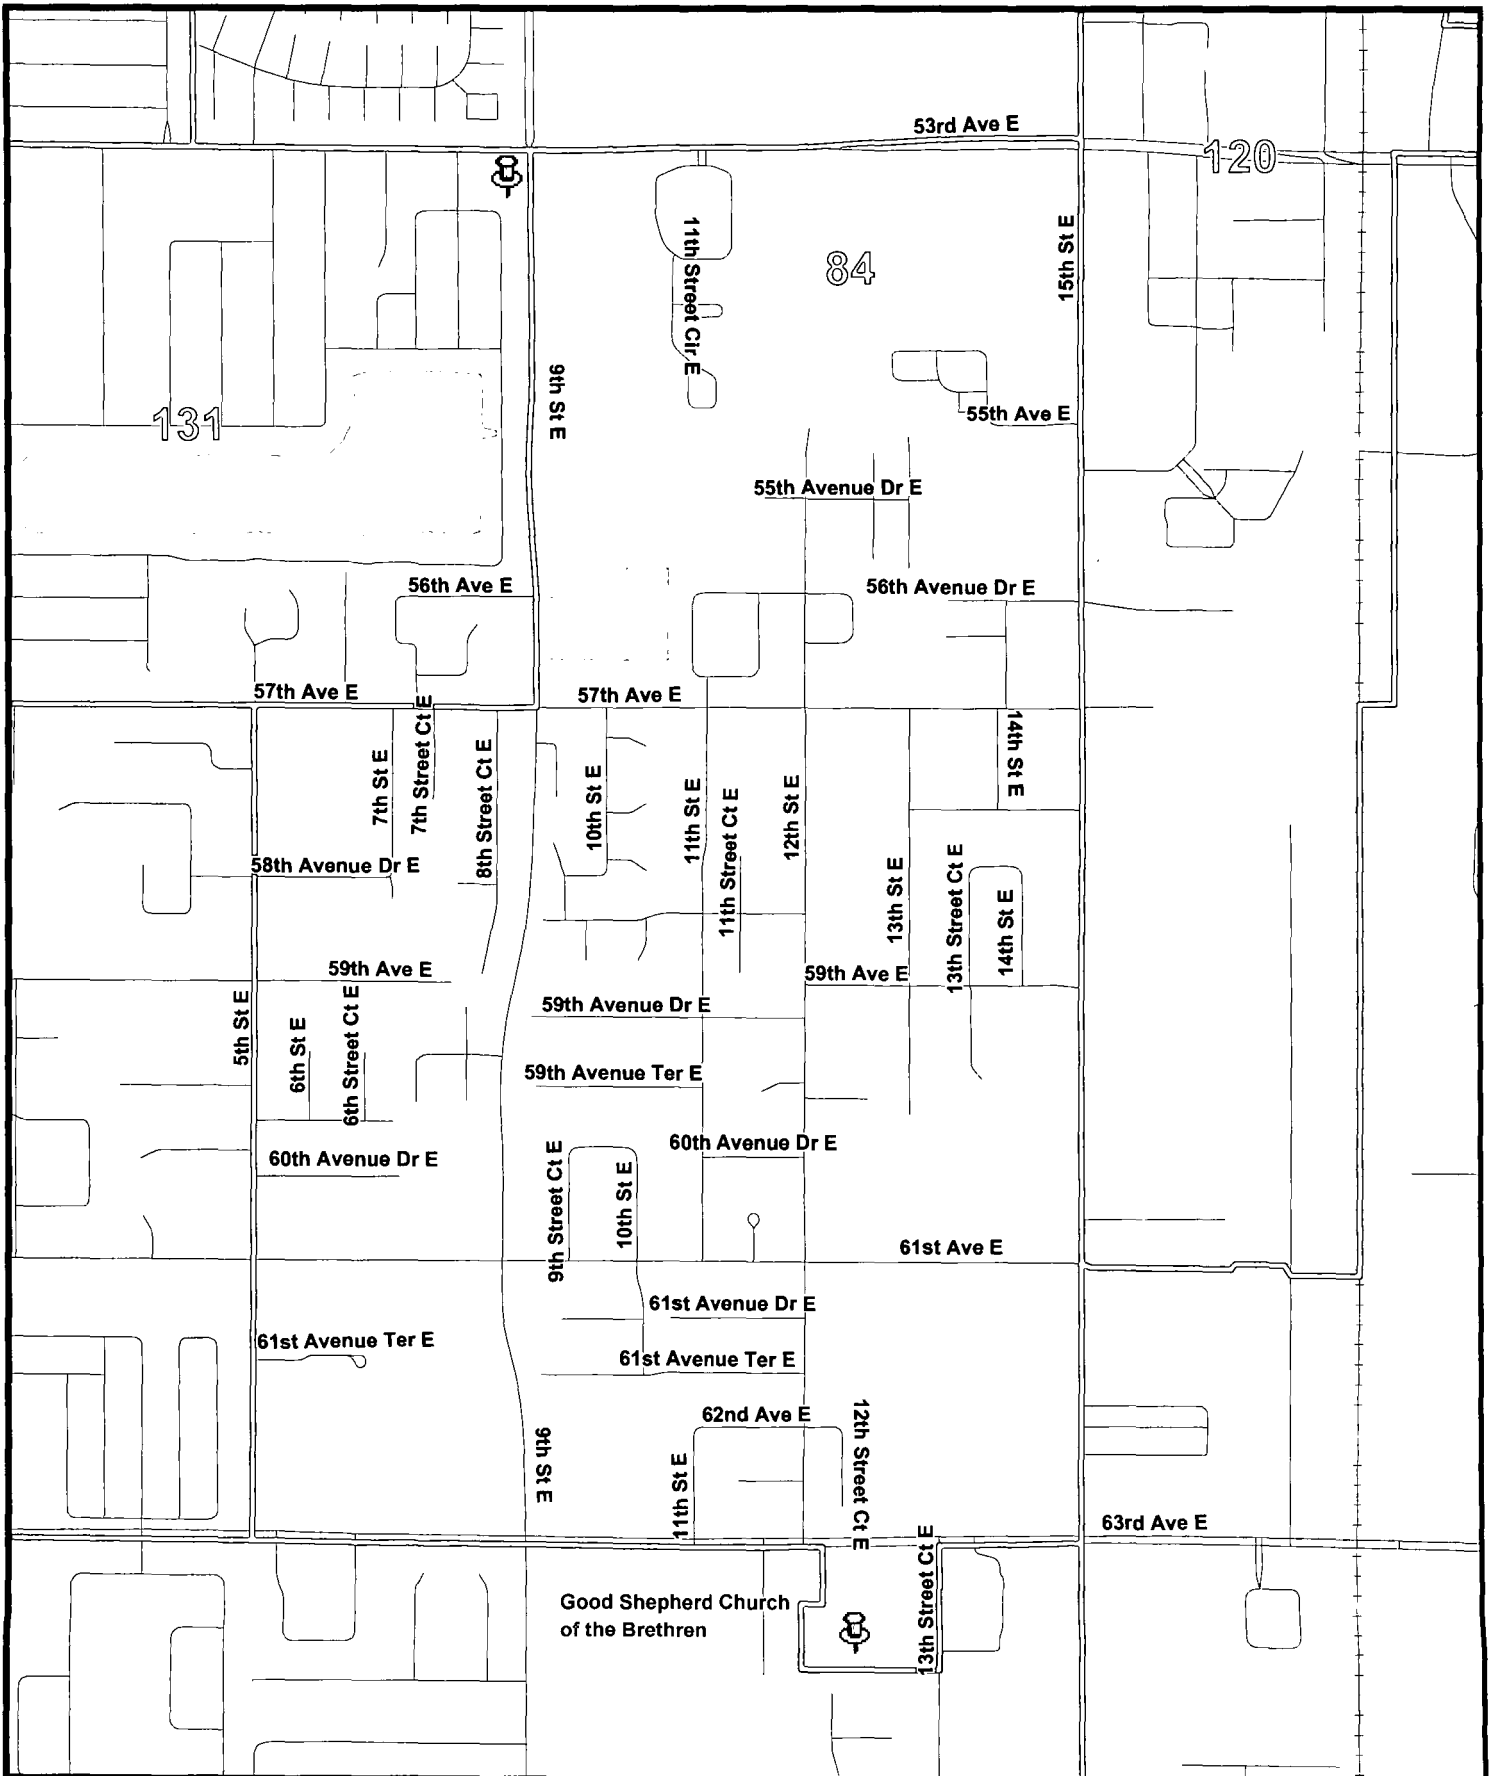 53rd Ave E
120
11th Street Cir E
84
15th St E
9th St E
131
55th Ave E
55th Avenue Dr E
56th Ave E
56th Avenue Dr E
57th Ave E
57th Ave E
7th St E
7th Street Ct E
8th Street Ct E
10th St E
11th St E
11th Street Ct E
12th St E
14th St E
58th Avenue Dr E
13th St E
13th Street Ct E
14th St E
59th Ave E
59th Ave E
5th St E
6th St E
6th Street Ct E
59th Avenue Dr E
59th Avenue Ter E
60th Avenue Dr E
60th Avenue Dr E
9th Street Ct E
10th St E
61st Ave E
61st Avenue Dr E
61st Avenue Ter E
61st Avenue Ter E
62nd Ave E
12th Street Ct E
9th St E
11th St E
63rd Ave E
13th Street Ct E
Good Shepherd Church
of the Brethren